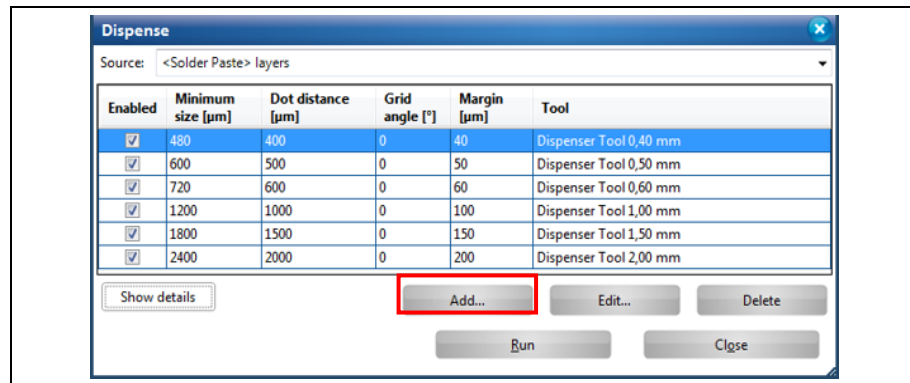 Dispense
Source: <Solder Paste> layers
Enabled Minimum size [µm] Dot distance [µm] Grid angle [°] Margin [µm] Tool
480 400 0 40 Dispenser Tool 0,40 mm
600 500 0 50 Dispenser Tool 0,50 mm
720 600 0 60 Dispenser Tool 0,60 mm
1200 1000 0 100 Dispenser Tool 1,00 mm
1800 1500 0 150 Dispenser Tool 1,50 mm
2400 2000 0 200 Dispenser Tool 2,00 mm
Show details Add... Edit... Delete
Run Close